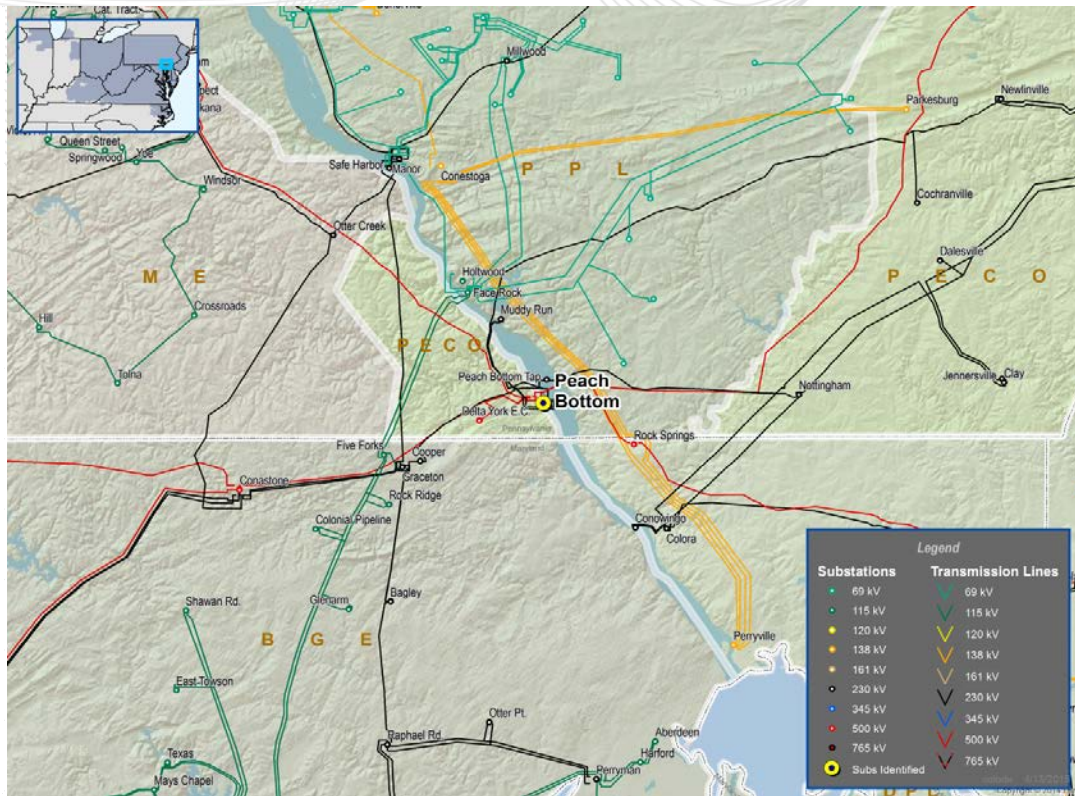 Cat. Tract
Millwood
Newlinville
Parkesburg
Queen Street
Yoe
Springwood
Windsor
Safe Harbor
Manor
Conestoga
P P L
Cochranville
Otter Creek
Dalesville
M E
Holtwood
Face Rock
P E C O
Crossroads
Muddy Run
Hill
P E C O
Tolna
Peach Bottom Tap
Peach
Bottom
Nottingham
Jennersville
Clay
Delta York E.C.
Pennsylvania
Maryland
Five Forks
Cooper
Rock Springs
Graceton
Conastone
Rock Ridge
Colonial Pipeline
Conowingo
Colora
Bagley
Glenarm
Shawan Rd.
B G E
Perryville
East-Towson
Otter Pt.
Raphael Rd.
Aberdeen
Harford
Texas
Mays Chapel
Perryman
D P L
Legend
Substations Transmission Lines
69 kV 69 kV
115 kV 115 kV
120 kV 120 kV
138 kV 138 kV
161 kV 161 kV
230 kV 230 kV
345 kV 345 kV
500 kV 500 kV
765 kV 765 kV
Subs Identified